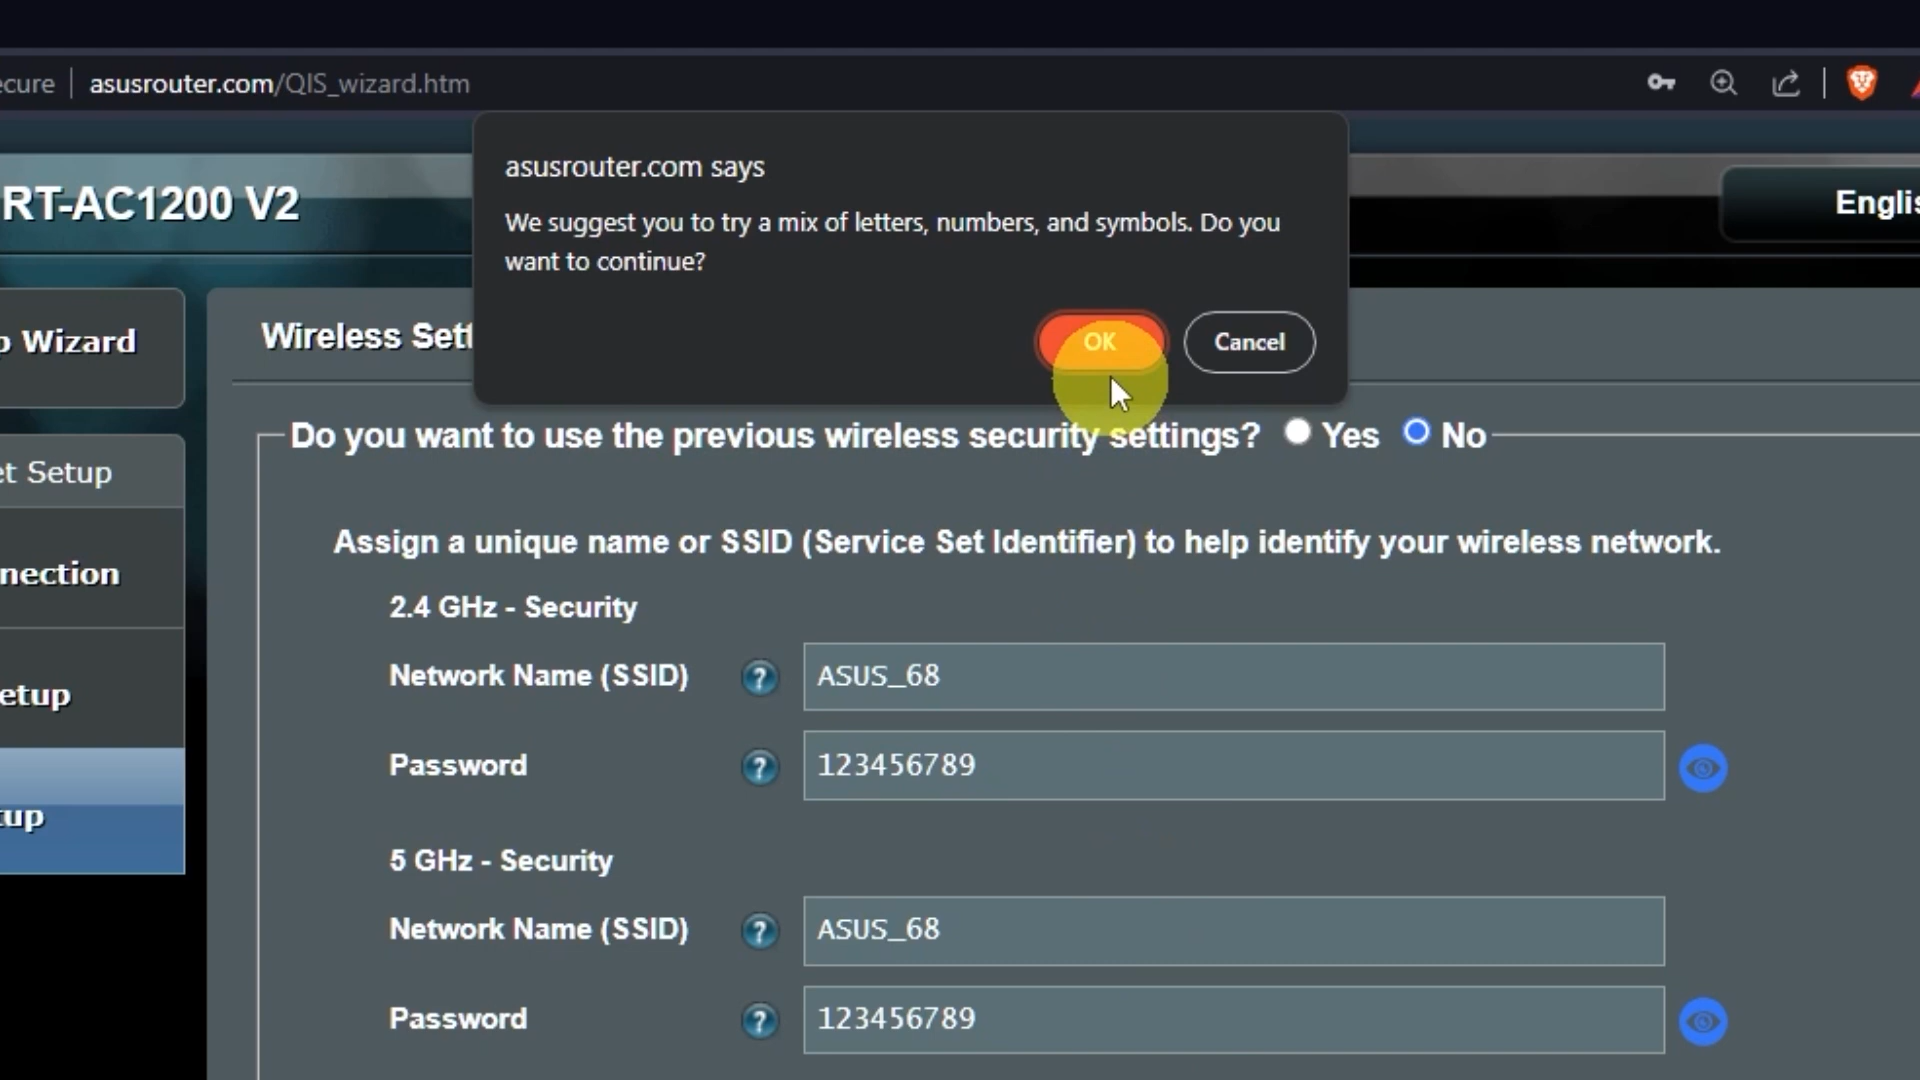 ecure asusrouter.com/QIS_wizard.htm
asusrouter.com says
We suggest you to try a mix of letters, numbers, and symbols. Do you
want to continue?
OK Cancel
RT-AC1200 V2
Englis
p Wizard
et Setup
nnection
etup
tup
Wireless Sett
Do you want to use the previous wireless security settings? Yes No
Assign a unique name or SSID (Service Set Identifier) to help identify your wireless network.
2.4 GHz - Security
Network Name (SSID) ? ASUS_68
Password ? 123456789
5 GHz - Security
Network Name (SSID) ? ASUS_68
Password ? 123456789